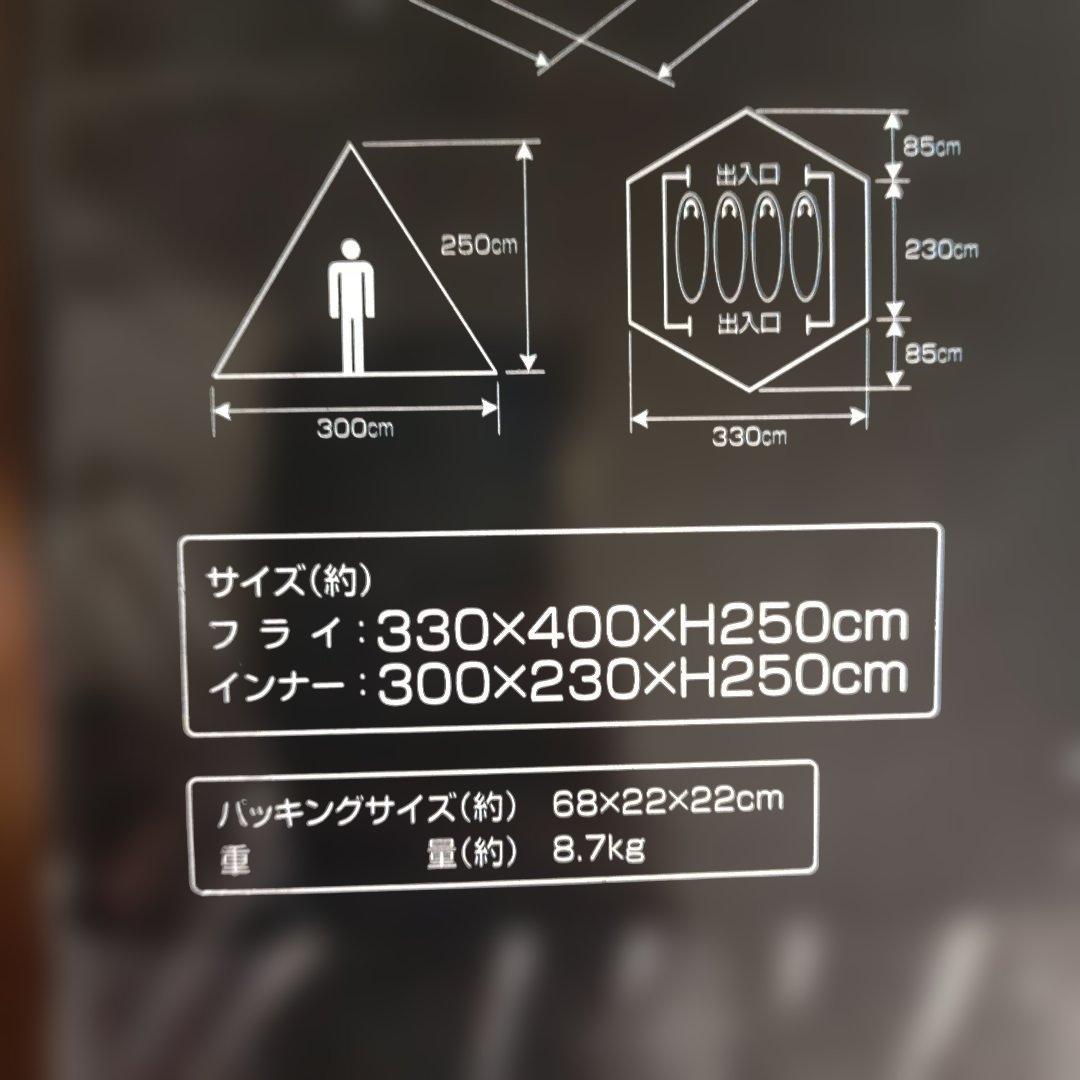 250cm
300cm
出入口
出入口
85cm
230cm
85cm
330cm
サイズ(約)
フライ:330×400×H250cm
インナー:300×230×H250cm
パッキングサイズ(約) 68×22×22cm
重量(約) 8.7kg